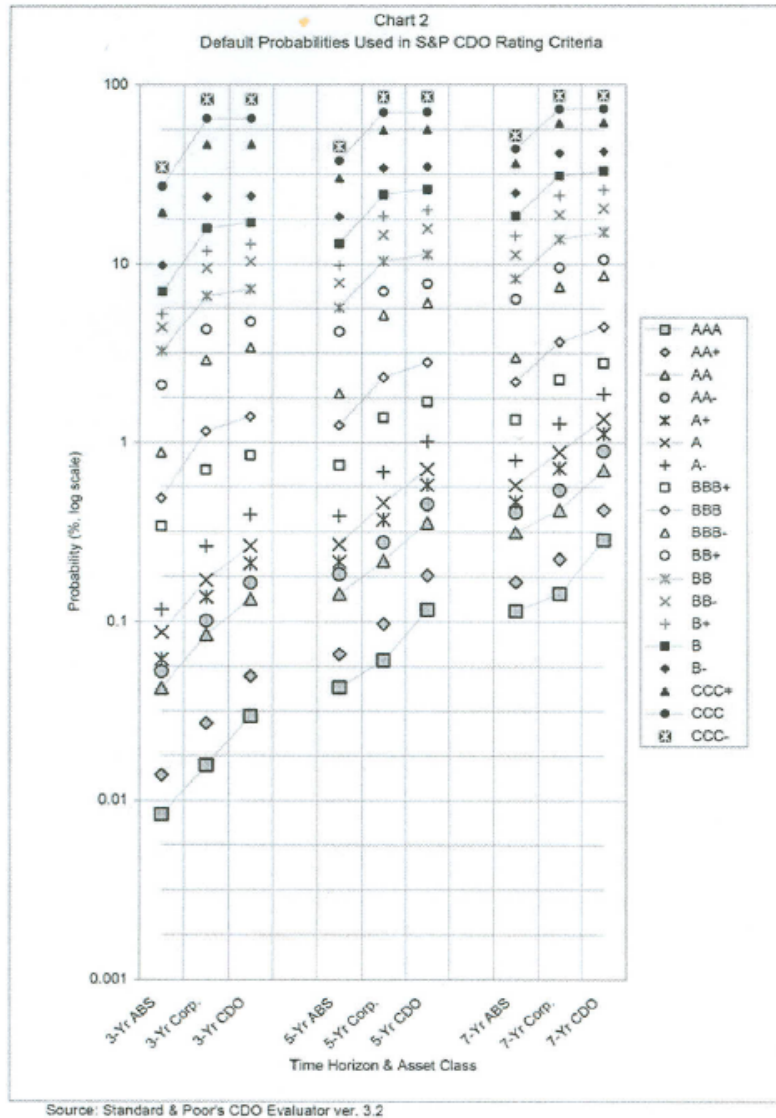 Chart 2
Default Probabilities Used in S&P CDO Rating Criteria
100
10
1
0.1
0.01
0.001
Probability (%, log scale)
3-Yr ABS
3-Yr Corp.
3-Yr CDO
5-Yr ABS
5-Yr Corp.
5-Yr CDO
7-Yr ABS
7-Yr Corp.
7-Yr CDO
Time Horizon & Asset Class
AAA
AA+
AA
AA-
A+
A
A-
BBB+
BBB
BBB-
BB+
BB
BB-
B+
B
B-
CCC+
CCC
CCC-
Source: Standard & Poor's CDO Evaluator ver. 3.2